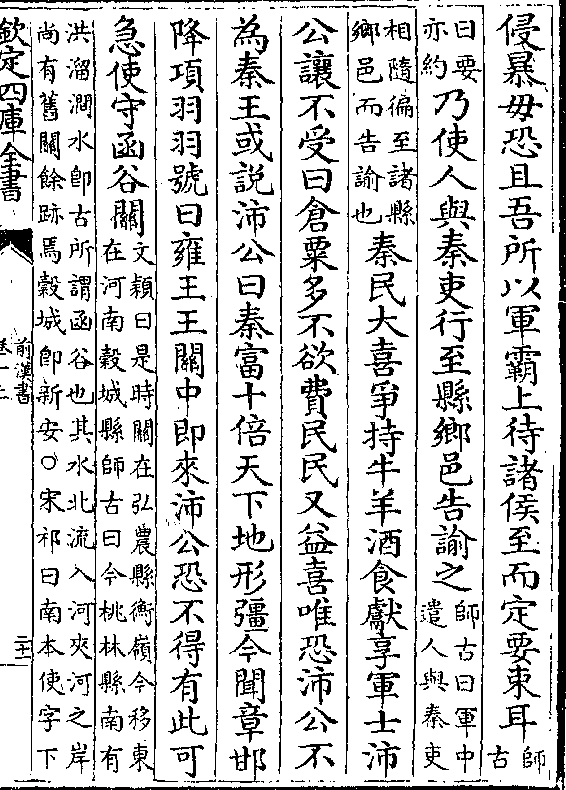 侵暴毋恐且吾所以軍霸上待諸侯至而定要束耳師古
曰要亦約乃使人與秦吏行至縣鄉邑告諭之師古曰軍中遣人與秦吏
相隨徧至諸縣鄉邑而告諭也秦民大喜爭持牛羊酒食獻享軍士沛
公讓不受曰倉粟多不欲費民民又益喜唯恐沛公不
為秦王或說沛公曰秦富十倍天下地形彊今聞章邯
降項羽羽號曰雍王王關中即來沛公恐不得有此可
急使守函谷關文穎曰是時關在弘農縣衡嶺今移東在河南穀城縣師古曰今桃林縣南有
洪溜澗水卽古所謂函谷也其水北流入河夾河之岸尚有舊關餘跡焉穀城卽新安○宋祁曰南本使字下
欽定四庫全書
前漢書
卷一上
二十一